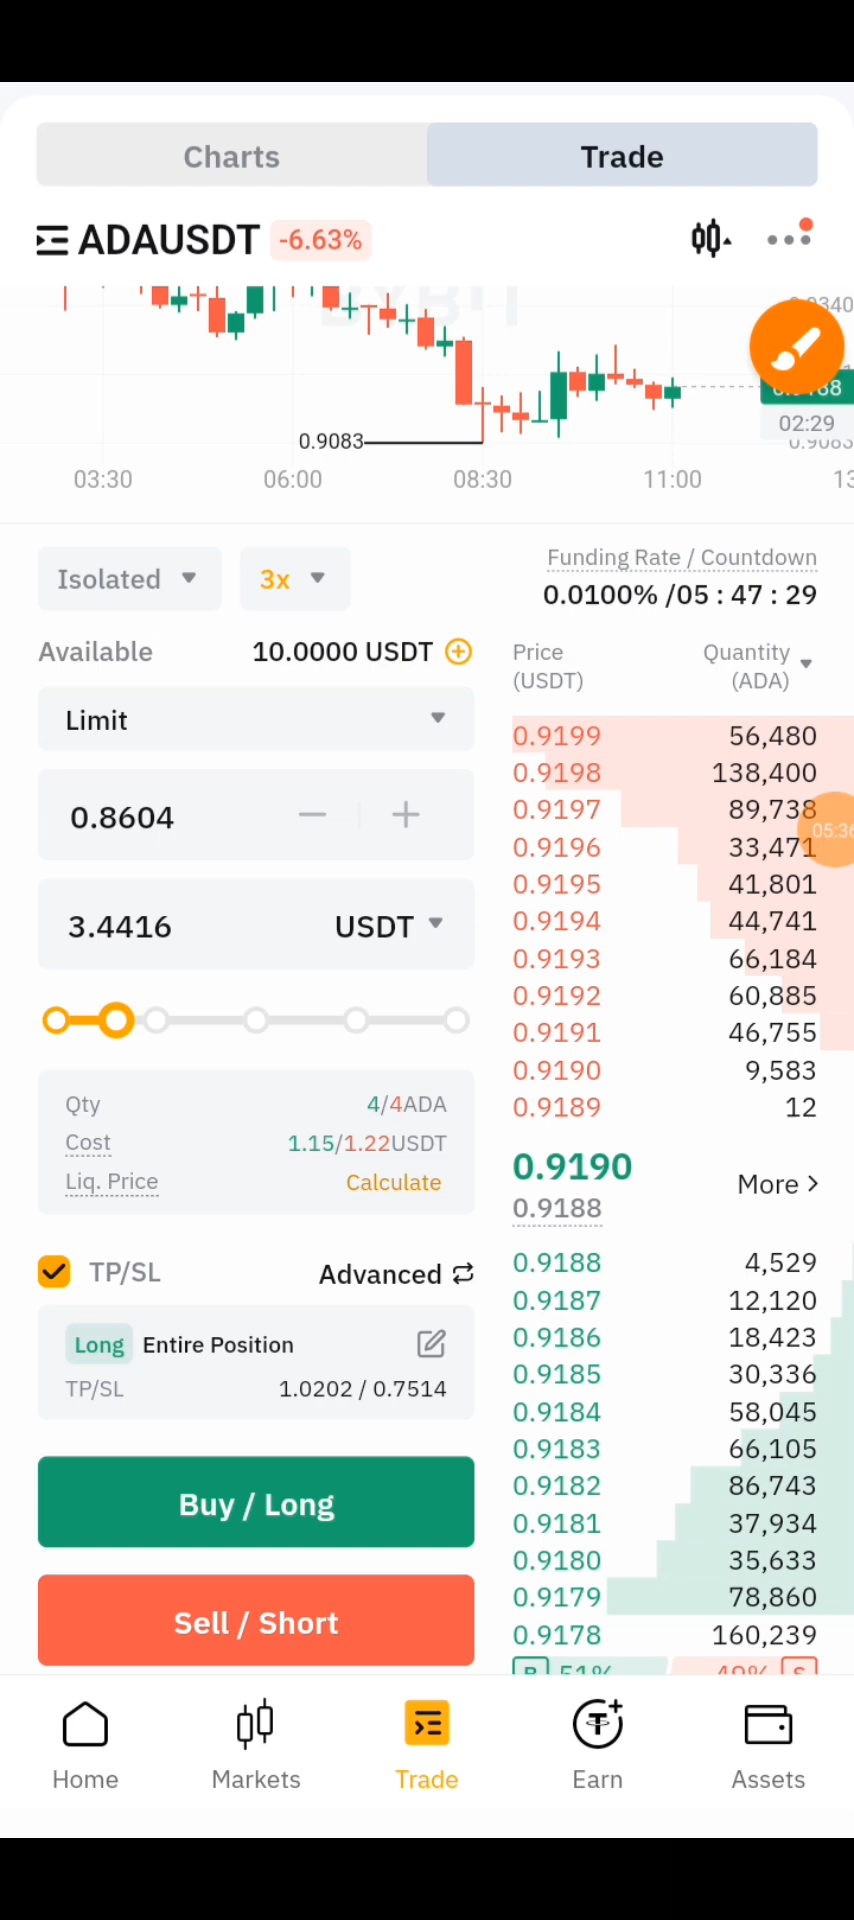 Charts
Trade
ADAUSDT -6.63%
BYBIT
0.9083
02:29
03:30 06:00 08:30 11:00
Isolated 3x
Funding Rate / Countdown
0.0100% /05 : 47 : 29
Available 10.0000 USDT
Limit
0.8604
3.4416 USDT
Qty 4/4ADA
Cost 1.15/1.22USDT
Liq. Price Calculate
TP/SL Advanced
Long Entire Position
TP/SL 1.0202 / 0.7514
Buy / Long
Sell / Short
Price Quantity
(USDT) (ADA)
0.9199 56,480
0.9198 138,400
0.9197 89,738
0.9196 33,471
0.9195 41,801
0.9194 44,741
0.9193 66,184
0.9192 60,885
0.9191 46,755
0.9190 9,583
0.9189 12
0.9190
0.9188
More
0.9188 4,529
0.9187 12,120
0.9186 18,423
0.9185 30,336
0.9184 58,045
0.9183 66,105
0.9182 86,743
0.9181 37,934
0.9180 35,633
0.9179 78,860
0.9178 160,239
Home Markets Trade Earn Assets